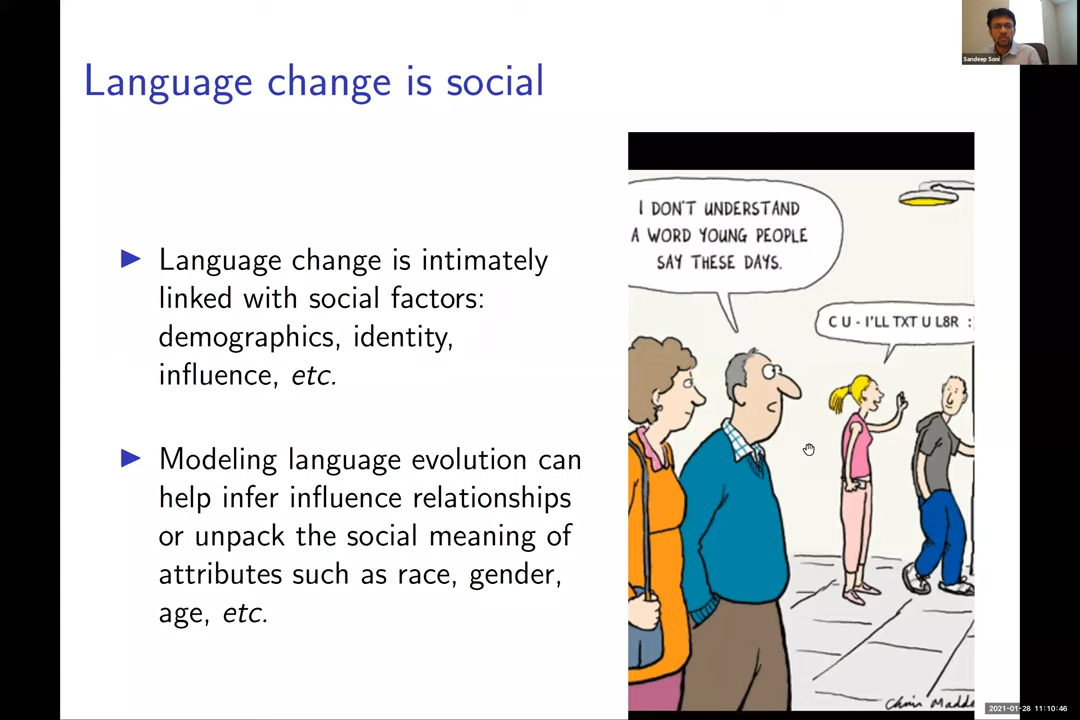 Sandeep Soni
Language change is social
Language change is intimately
linked with social factors:
demographics, identity,
influence, etc.
Modeling language evolution can
help infer influence relationships
or unpack the social meaning of
attributes such as race, gender,
age, etc.
I DON'T UNDERSTAND
A WORD YOUNG PEOPLE
SAY THESE DAYS.
C U - I'LL TXT U L8R :
Chris Madde
2021-01-28 11:10:46